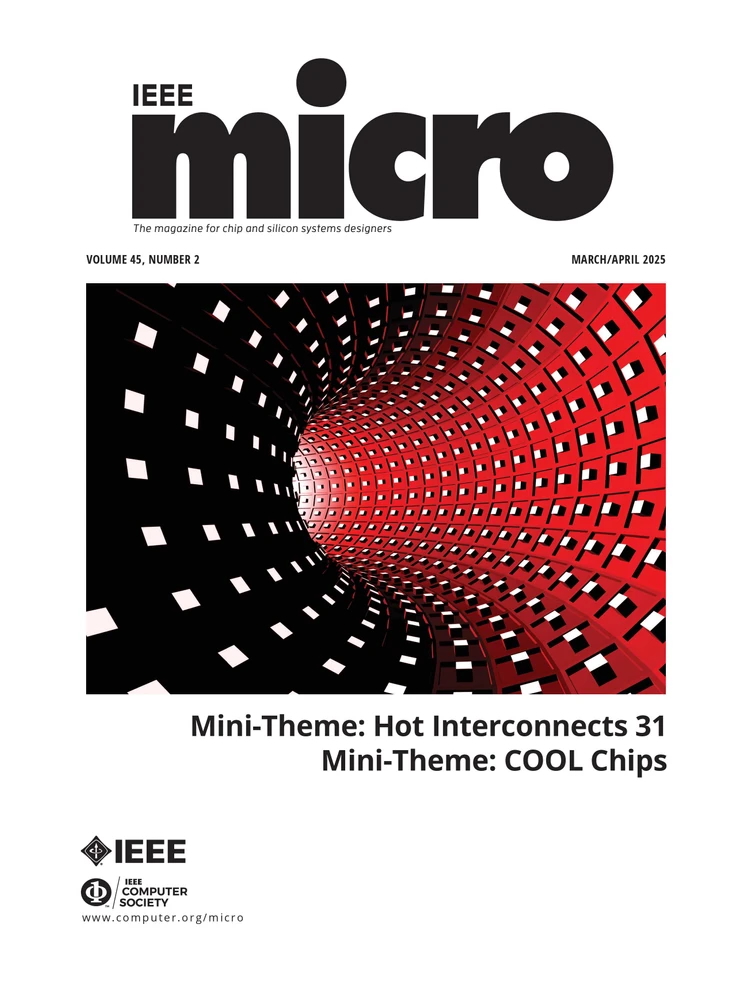 IEEE
micro
The magazine for chip and silicon systems designers
VOLUME 45, NUMBER 2
MARCH/APRIL 2025
Mini-Theme: Hot Interconnects 31
Mini-Theme: COOL Chips
IEEE
IEEE
COMPUTER
SOCIETY
www.computer.org/micro